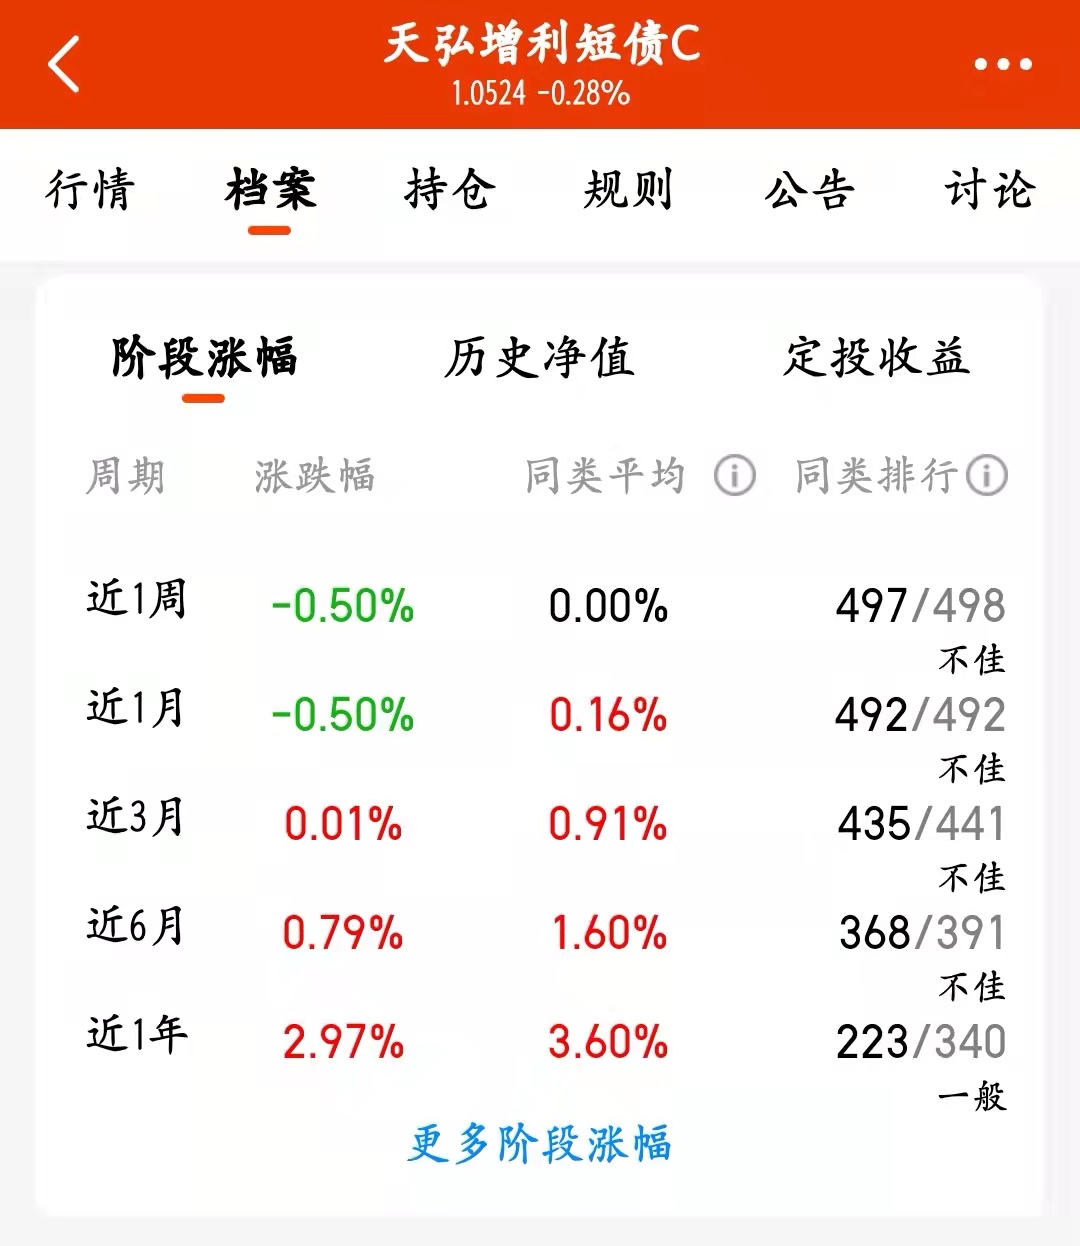 天弘增利短债C
1.0524 -0.28%
行情 档案 持仓 规则 公告 讨论
阶段涨幅 历史净值 定投收益
周期 涨跌幅 同类平均 同类排行
近1周 -0.50% 0.00% 497/498
不佳
近1月 -0.50% 0.16% 492/492
不佳
近3月 0.01% 0.91% 435/441
不佳
近6月 0.79% 1.60% 368/391
不佳
近1年 2.97% 3.60% 223/340
一般
更多阶段涨幅